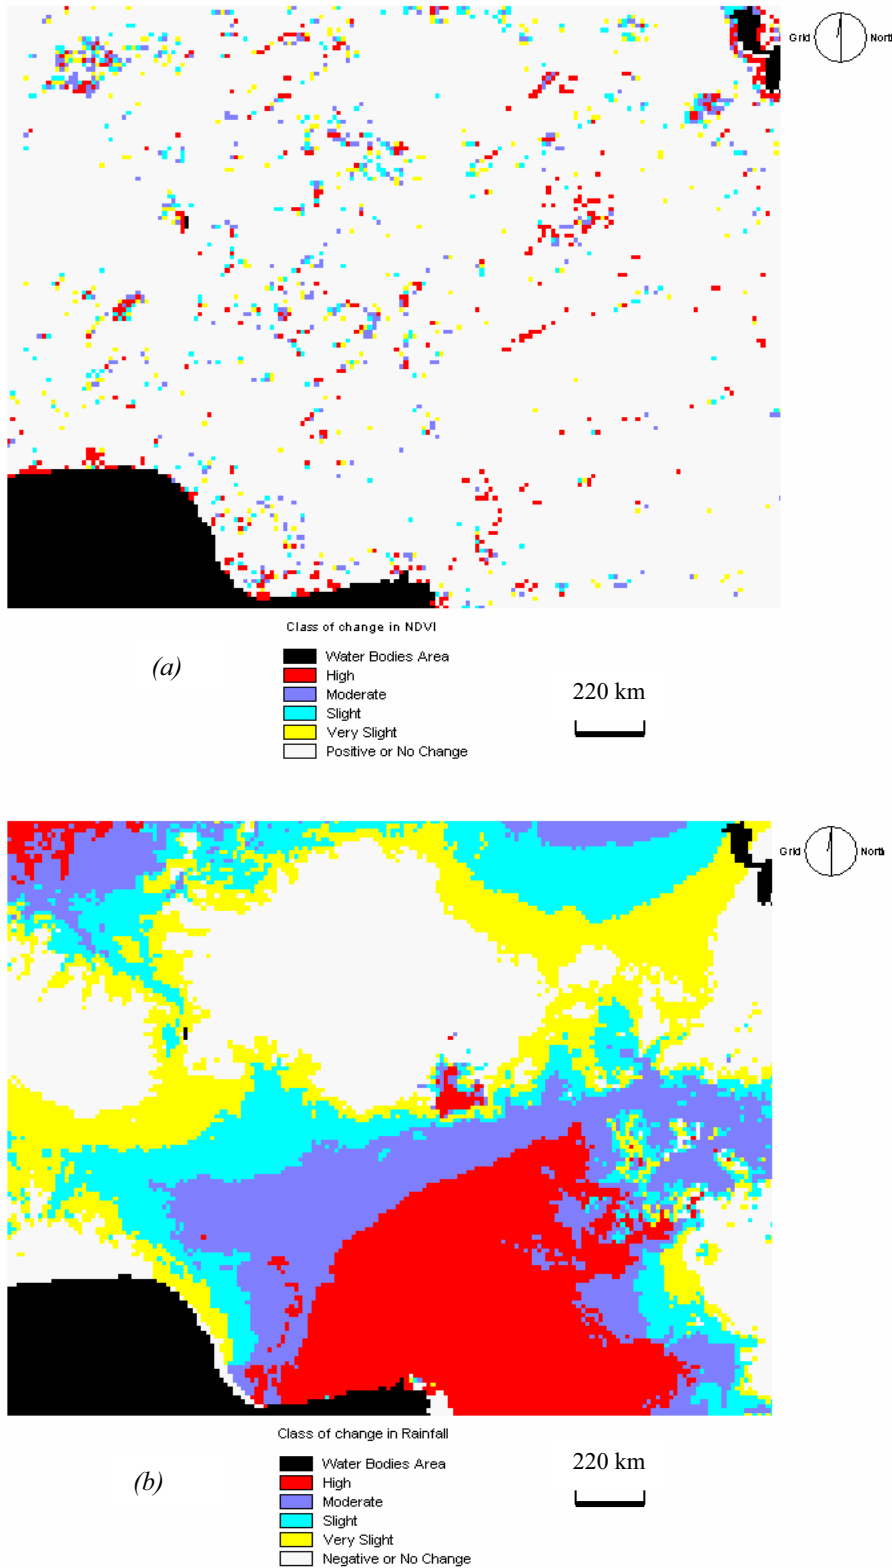 Grid North
Class of change in NDVI
(a)
Water Bodies Area
High
Moderate
Slight
Very Slight
Positive or No Change
220 km
Grid North
Class of change in Rainfall
(b)
Water Bodies Area
High
Moderate
Slight
Very Slight
Negative or No Change
220 km